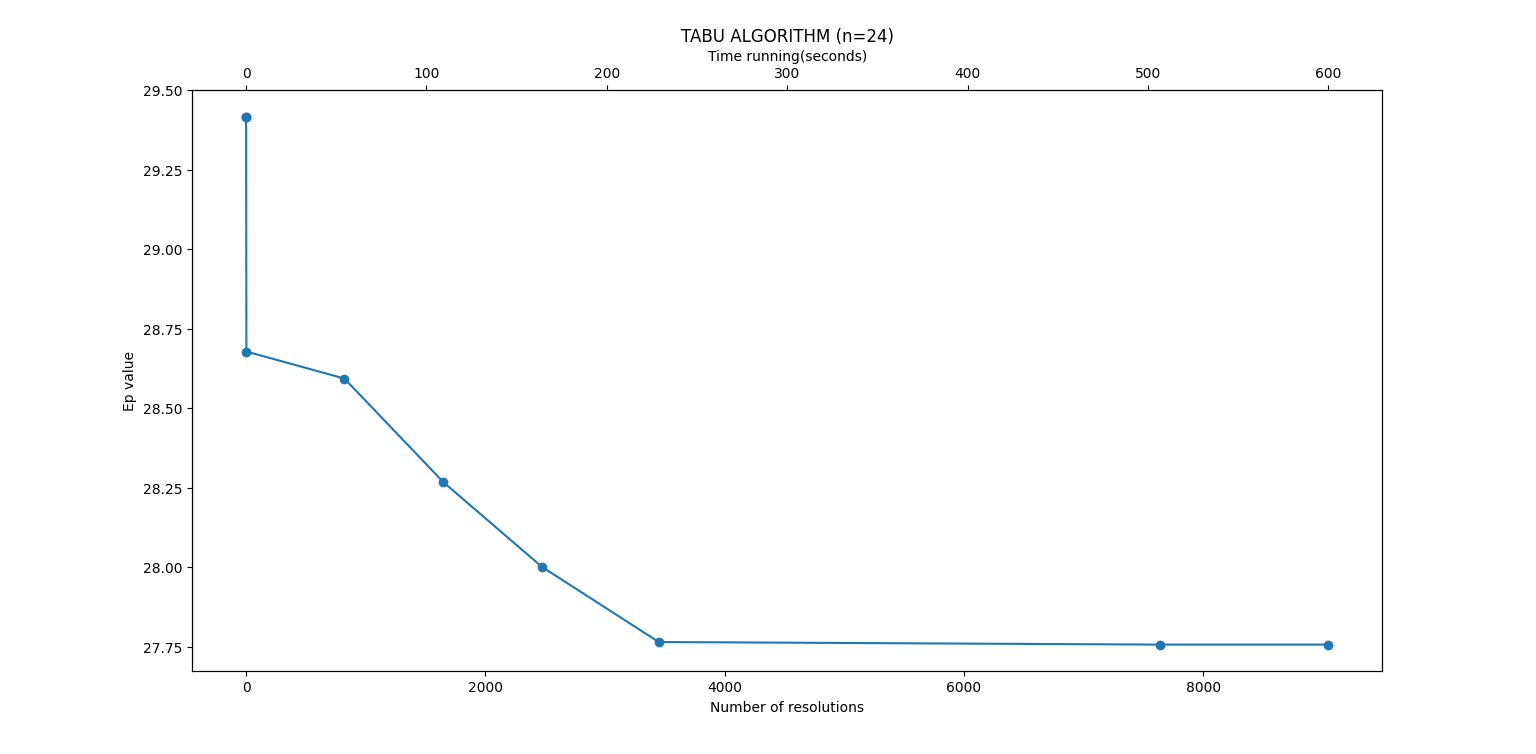 TABU ALGORITHM (n=24)
Time running(seconds)
0 100 200 300 400 500 600
29.50
29.25
29.00
28.75
28.50
28.25
28.00
27.75
Ep value
0 2000 4000 6000 8000
Number of resolutions